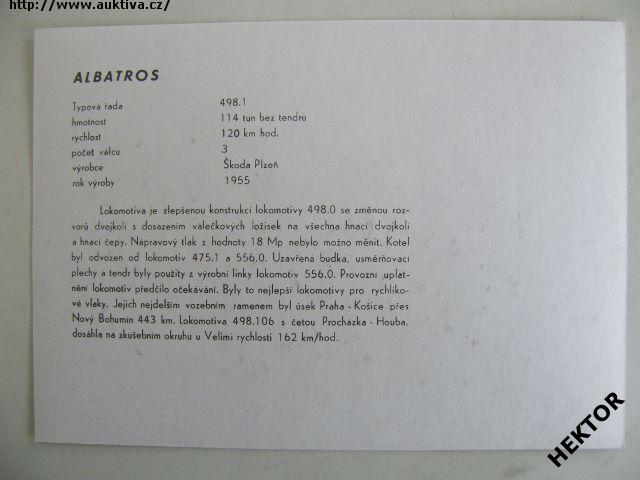 http://www.auktiva.cz/
ALBATROS
Typová řada 498.1
hmotnost 114 tun bez tendru
rychlost 120 km hod.
počet válců 3
výrobce Škoda Plzeň
rok výroby 1955
Lokomotiva je zlepšenou konstrukcí lokomotivy 498.0 se změnou roz-
vorů dvojkolí s dosazením válečkových ložisek na všechna hnací dvojkolí
a hnací čepy. Nápravový tlak z hodnoty 18 Mp nebylo možno měnit. Kotel
byl odvozen od lokomotiv 475.1 a 556,0. Uzavřená budka, usměrňovací
plechy a tendr byly použity z výrobní linky lokomotiv 556.0. Provozní uplat-
nění lokomotiv předčilo očekávání. Byly to nejlepší lokomotivy pro rychlíko-
vé vlaky. Jejich nejdelším vozebním ramenem byl úsek Praha - Košice přes
Nový Bohumín 443 km. Lokomotiva 498.106 s četou Procházka - Houba,
dosáhla na zkušebním okruhu u Velimi rychlosti 162 km/hod.
HEKTOR